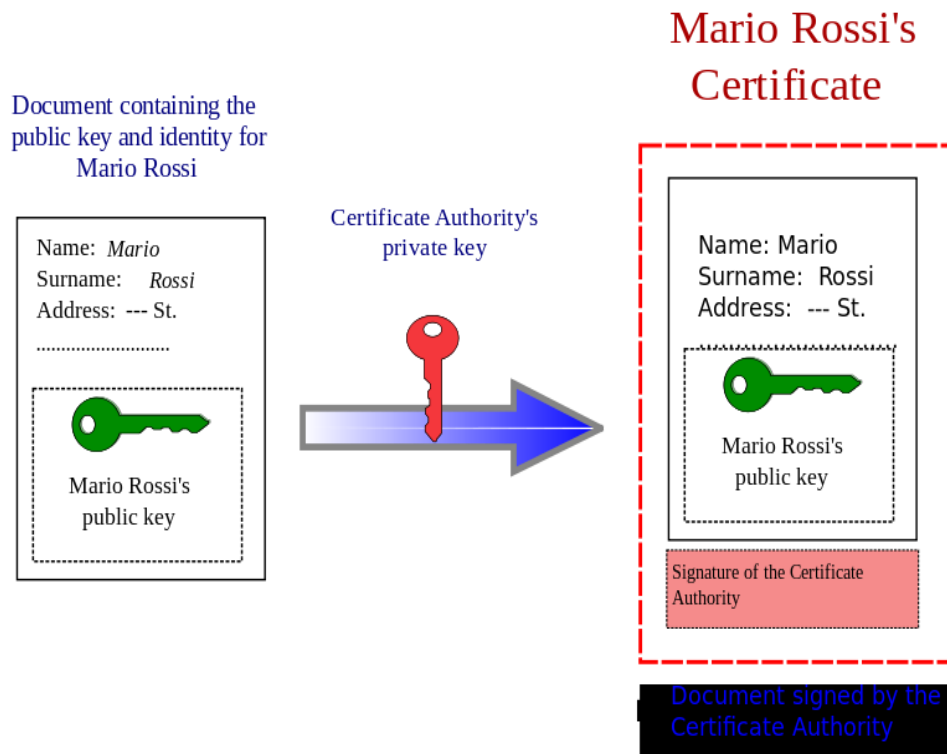 Mario Rossi's
Certificate
Document containing the
public key and identity for
Mario Rossi
Certificate Authority's
private key
Name: Mario
Surname: Rossi
Address: --- St.
...........................
Mario Rossi's
public key
Name: Mario
Surname: Rossi
Address: --- St.
...........................
Mario Rossi's
public key
Signature of the Certificate
Authority
Document signed by the
Certificate Authority